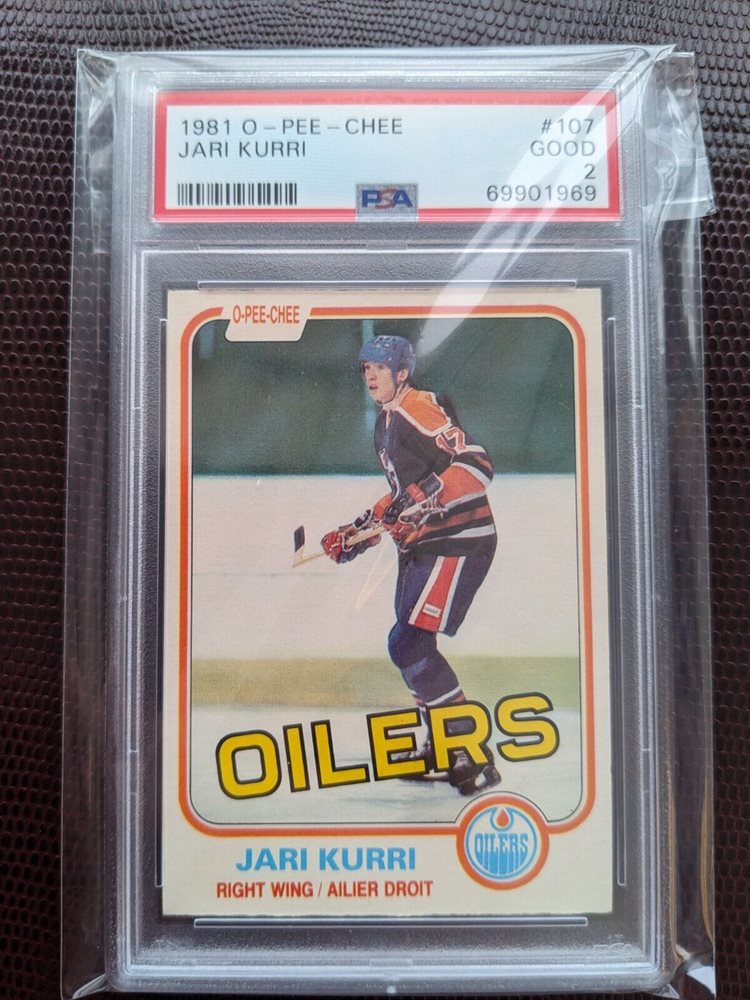 1981 O-PEE-CHEE #107
JARI KURRI GOOD
2
PSA 69901969
O-PEE-CHEE
17
OILERS
OILERS
JARI KURRI
RIGHT WING / AILIER DROIT